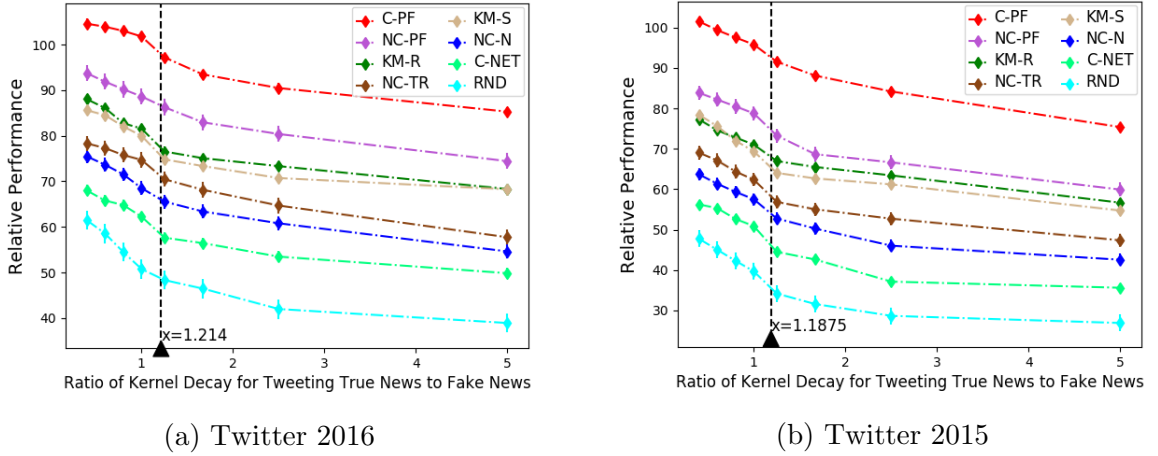 C-PF KM-S
NC-PF NC-N
KM-R C-NET
NC-TR RND
100
90
80
70
60
50
40
Relative Performance
x=1.214
1 2 3 4 5
Ratio of Kernel Decay for Tweeting True News to Fake News
(a) Twitter 2016
C-PF KM-S
NC-PF NC-N
KM-R C-NET
NC-TR RND
100
90
80
70
60
50
40
30
Relative Performance
x=1.1875
1 2 3 4 5
Ratio of Kernel Decay for Tweeting True News to Fake News
(b) Twitter 2015